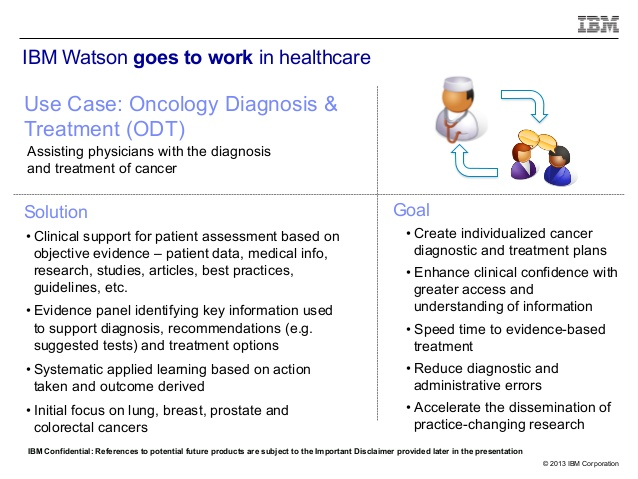 IBM
IBM Watson goes to work in healthcare
Use Case: Oncology Diagnosis &
Treatment (ODT)
Assisting physicians with the diagnosis
and treatment of cancer
Solution
• Clinical support for patient assessment based on
objective evidence – patient data, medical info,
research, studies, articles, best practices,
guidelines, etc.
• Evidence panel identifying key information used
to support diagnosis, recommendations (e.g.
suggested tests) and treatment options
• Systematic applied learning based on action
taken and outcome derived
• Initial focus on lung, breast, prostate and
colorectal cancers
Goal
• Create individualized cancer
diagnostic and treatment plans
• Enhance clinical confidence with
greater access and
understanding of information
• Speed time to evidence-based
treatment
• Reduce diagnostic and
administrative errors
• Accelerate the dissemination of
practice-changing research
IBM Confidential: References to potential future products are subject to the Important Disclaimer provided later in the presentation
© 2013 IBM Corporation